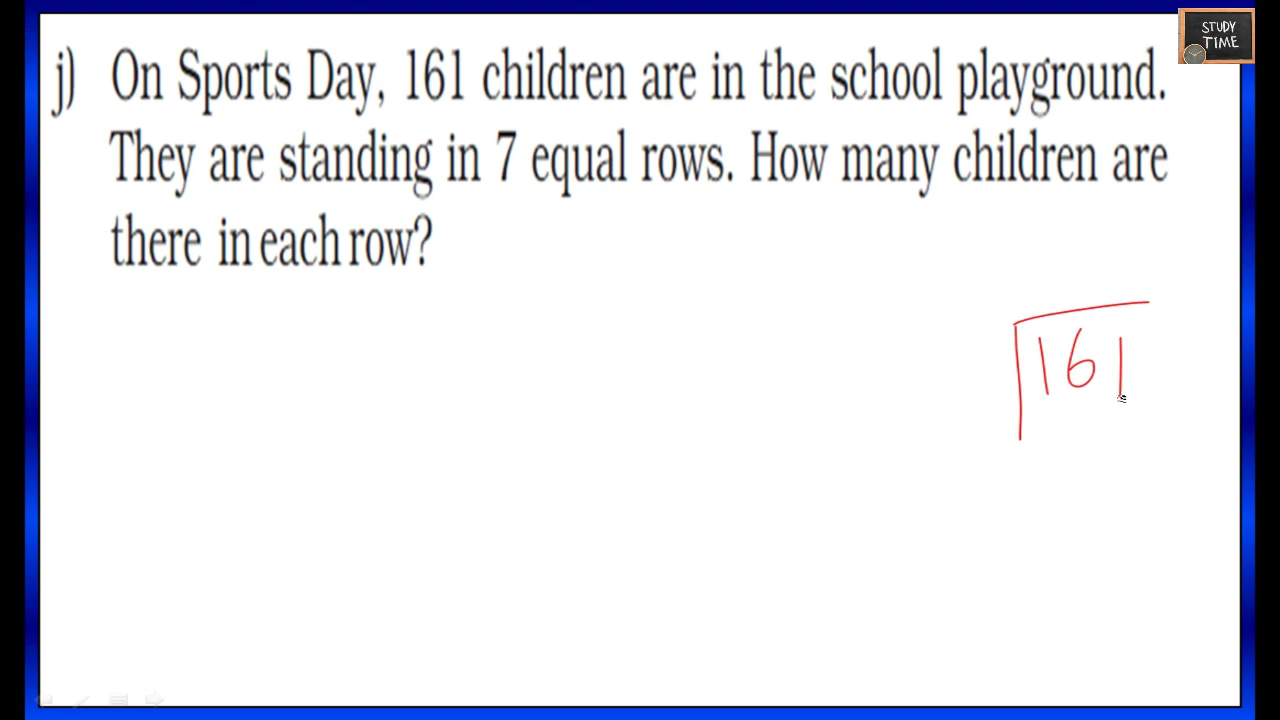 STUDY
TIME
j) On Sports Day, 161 children are in the school playground.
They are standing in 7 equal rows. How many children are
there in each row?
161